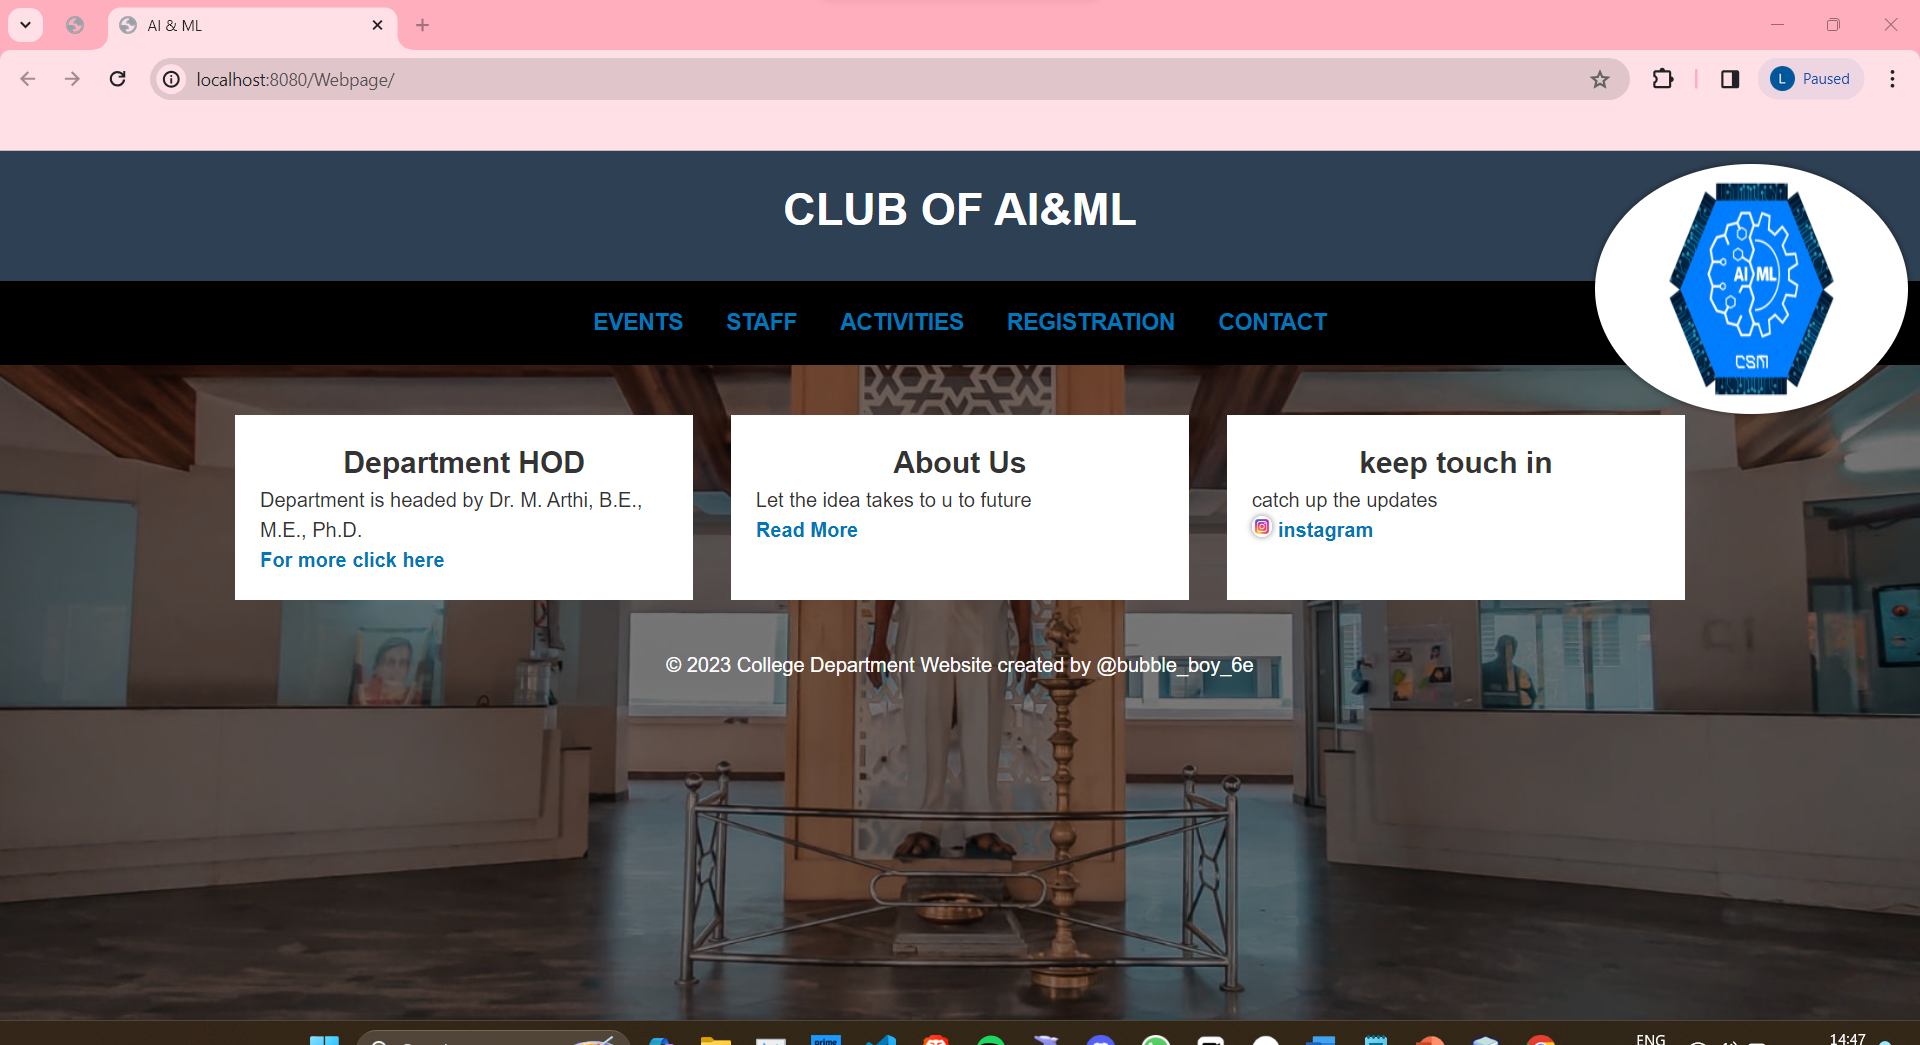 AI & ML
localhost:8080/Webpage/
L Paused
CLUB OF AI&ML
AI ML
CSM
EVENTS STAFF ACTIVITIES REGISTRATION CONTACT
Department HOD
Department is headed by Dr. M. Arthi, B.E.,
M.E., Ph.D.
For more click here
About Us
Let the idea takes to u to future
Read More
keep touch in
catch up the updates
instagram
© 2023 College Department Website created by @bubble_boy_6e
prime
ENG
14:47